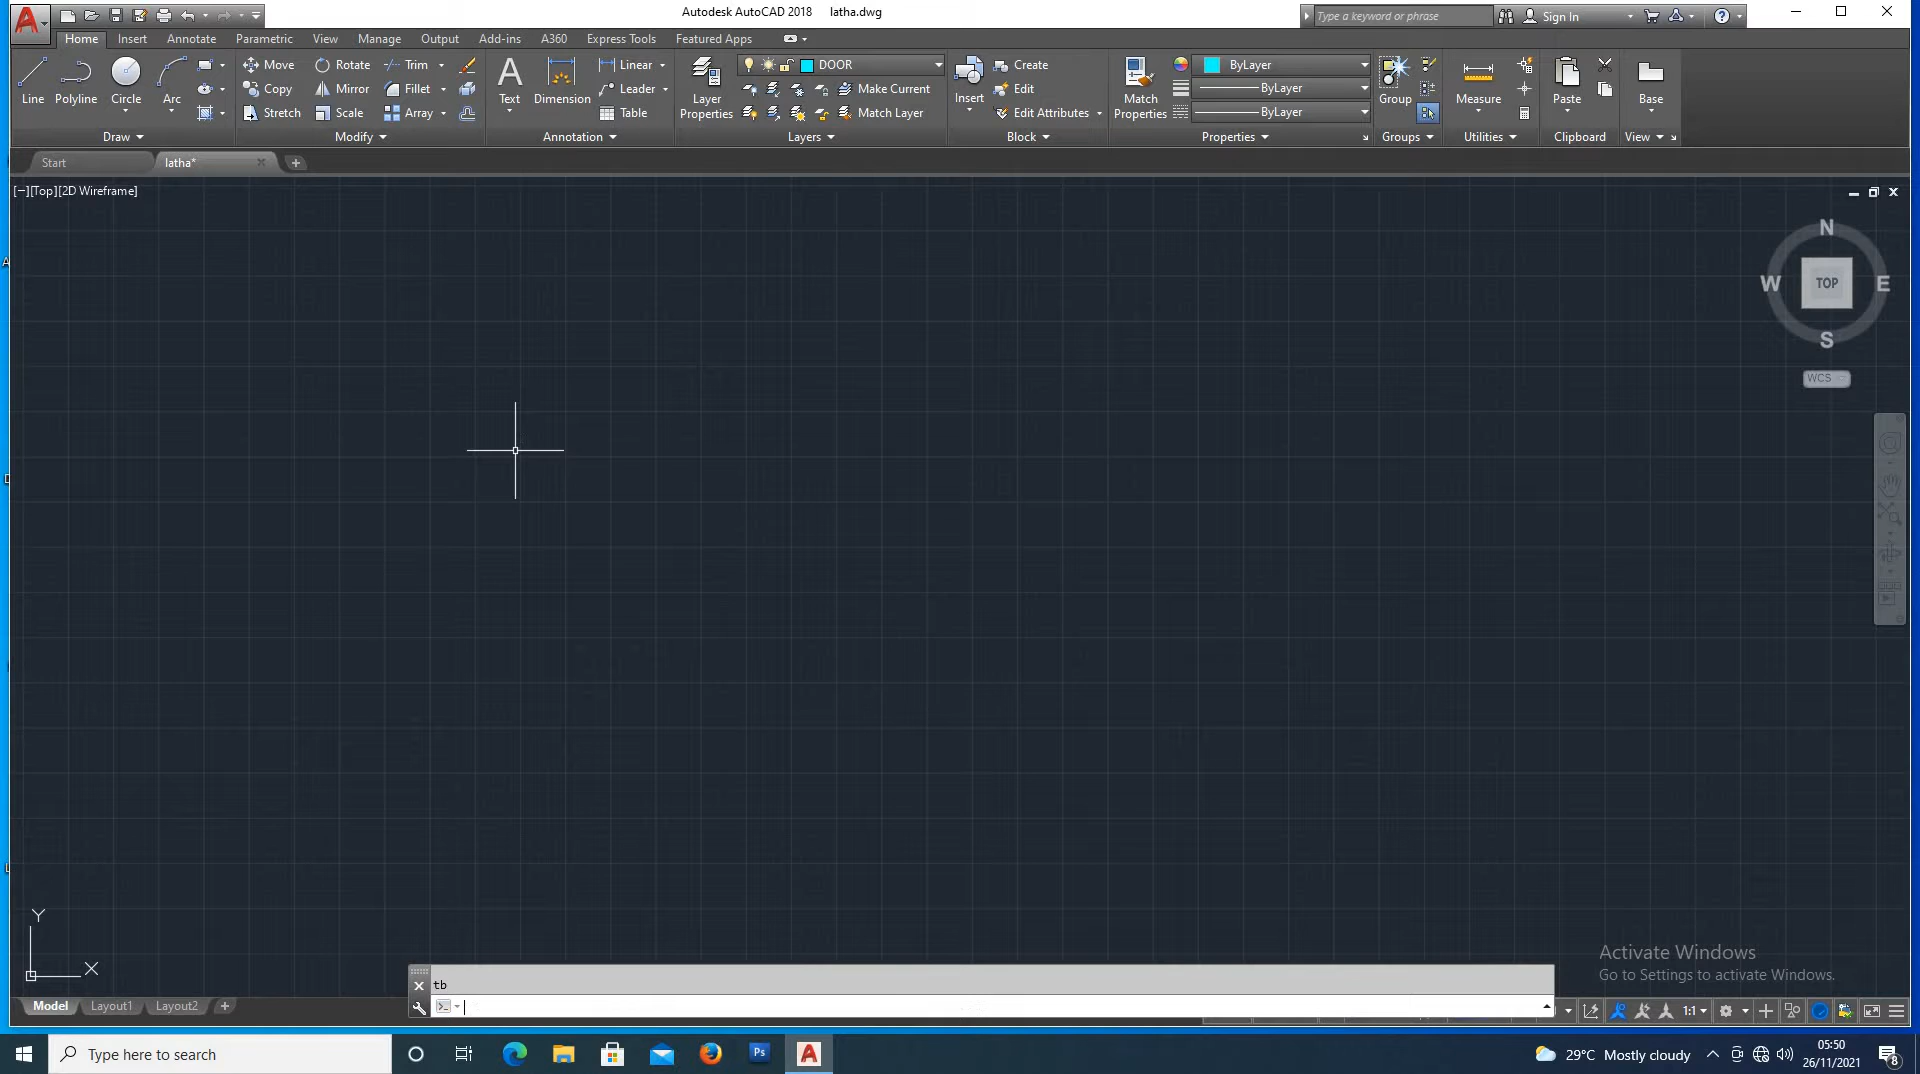 Autodesk AutoCAD 2018 latha.dwg
Type a keyword or phrase
Sign In
Home Insert Annotate Parametric View Manage Output Add-ins A360 Express Tools Featured Apps
Line Polyline Circle Arc
Draw
Move Rotate Trim
Copy Mirror Fillet
Stretch Scale Array
Modify
Text Dimension
Linear
Leader
Table
Annotation
Layer Properties
DOOR
Make Current
Match Layer
Layers
Insert
Create
Edit
Edit Attributes
Block
Match Properties
ByLayer
ByLayer
ByLayer
Properties
Group
Groups
Measure
Utilities
Paste
Clipboard
Base
View
Start latha*
[−][Top][2D Wireframe]
N
W TOP E
S
WCS
Y
X
Activate Windows
Go to Settings to activate Windows.
tb
Model Layout1 Layout2
1:1
Type here to search
Ps
A
29°C Mostly cloudy
05:50
26/11/2021
8